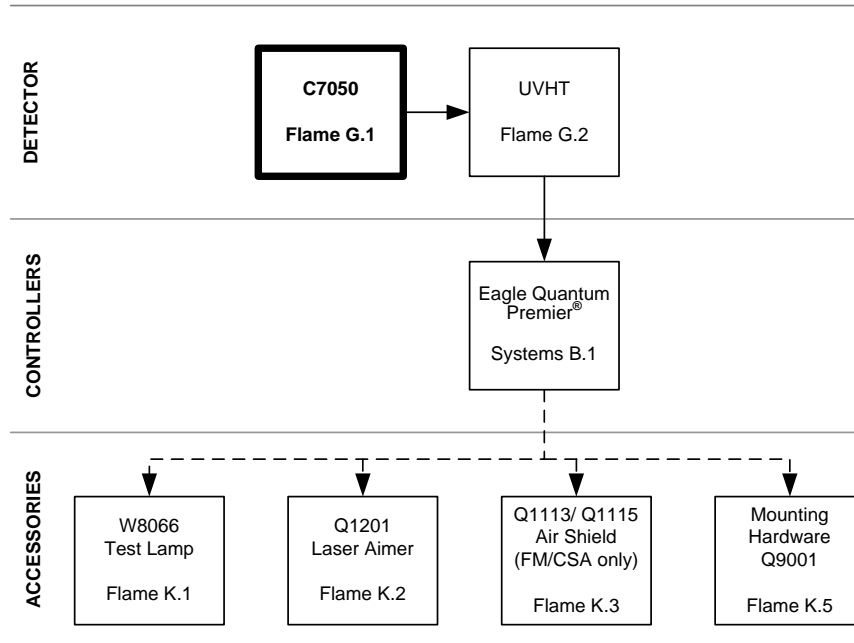 DETECTOR
C7050
Flame G.1
UVHT
Flame G.2
CONTROLLERS
Eagle Quantum
Premier®
Systems B.1
ACCESSORIES
W8066
Test Lamp
Flame K.1
Q1201
Laser Aimer
Flame K.2
Q1113/ Q1115
Air Shield
(FM/CSA only)
Flame K.3
Mounting
Hardware
Q9001
Flame K.5